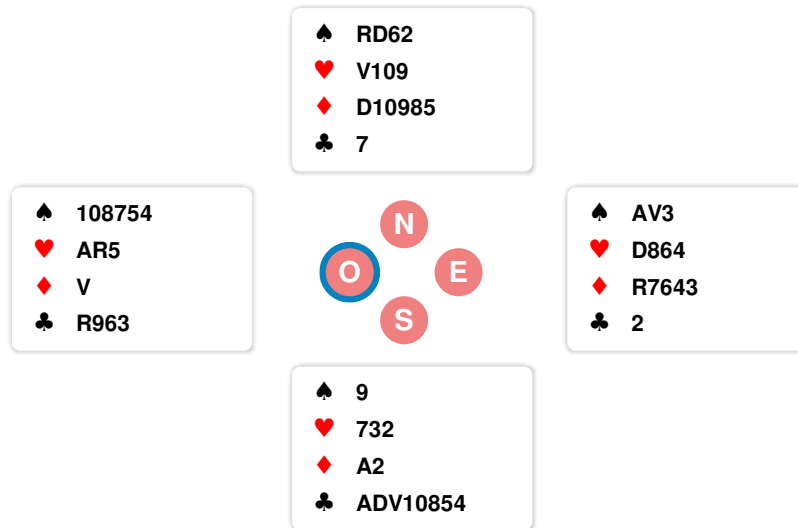 ♠ RD62
♥ V109
♦ D10985
♣ 7
♠ 108754
♥ AR5
♦ V
♣ R963
N
O
E
S
♠ AV3
♥ D864
♦ R7643
♣ 2
♠ 9
♥ 732
♦ A2
♣ ADV10854